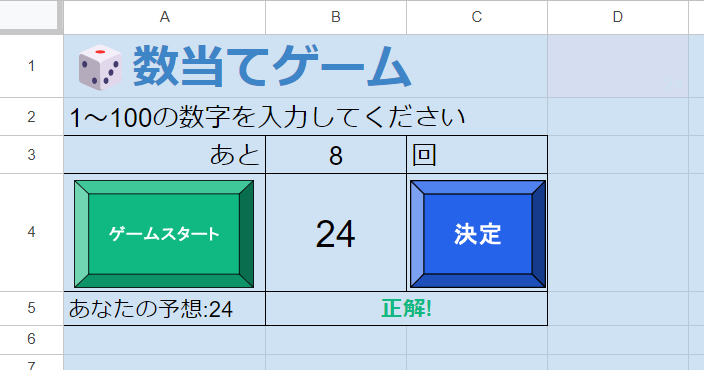 A B C D
1 🎲数当てゲーム
2 1～100の数字を入力してください
3 あと 8 回
4 ゲームスタート 24 決定
5 あなたの予想:24 正解!
6
7